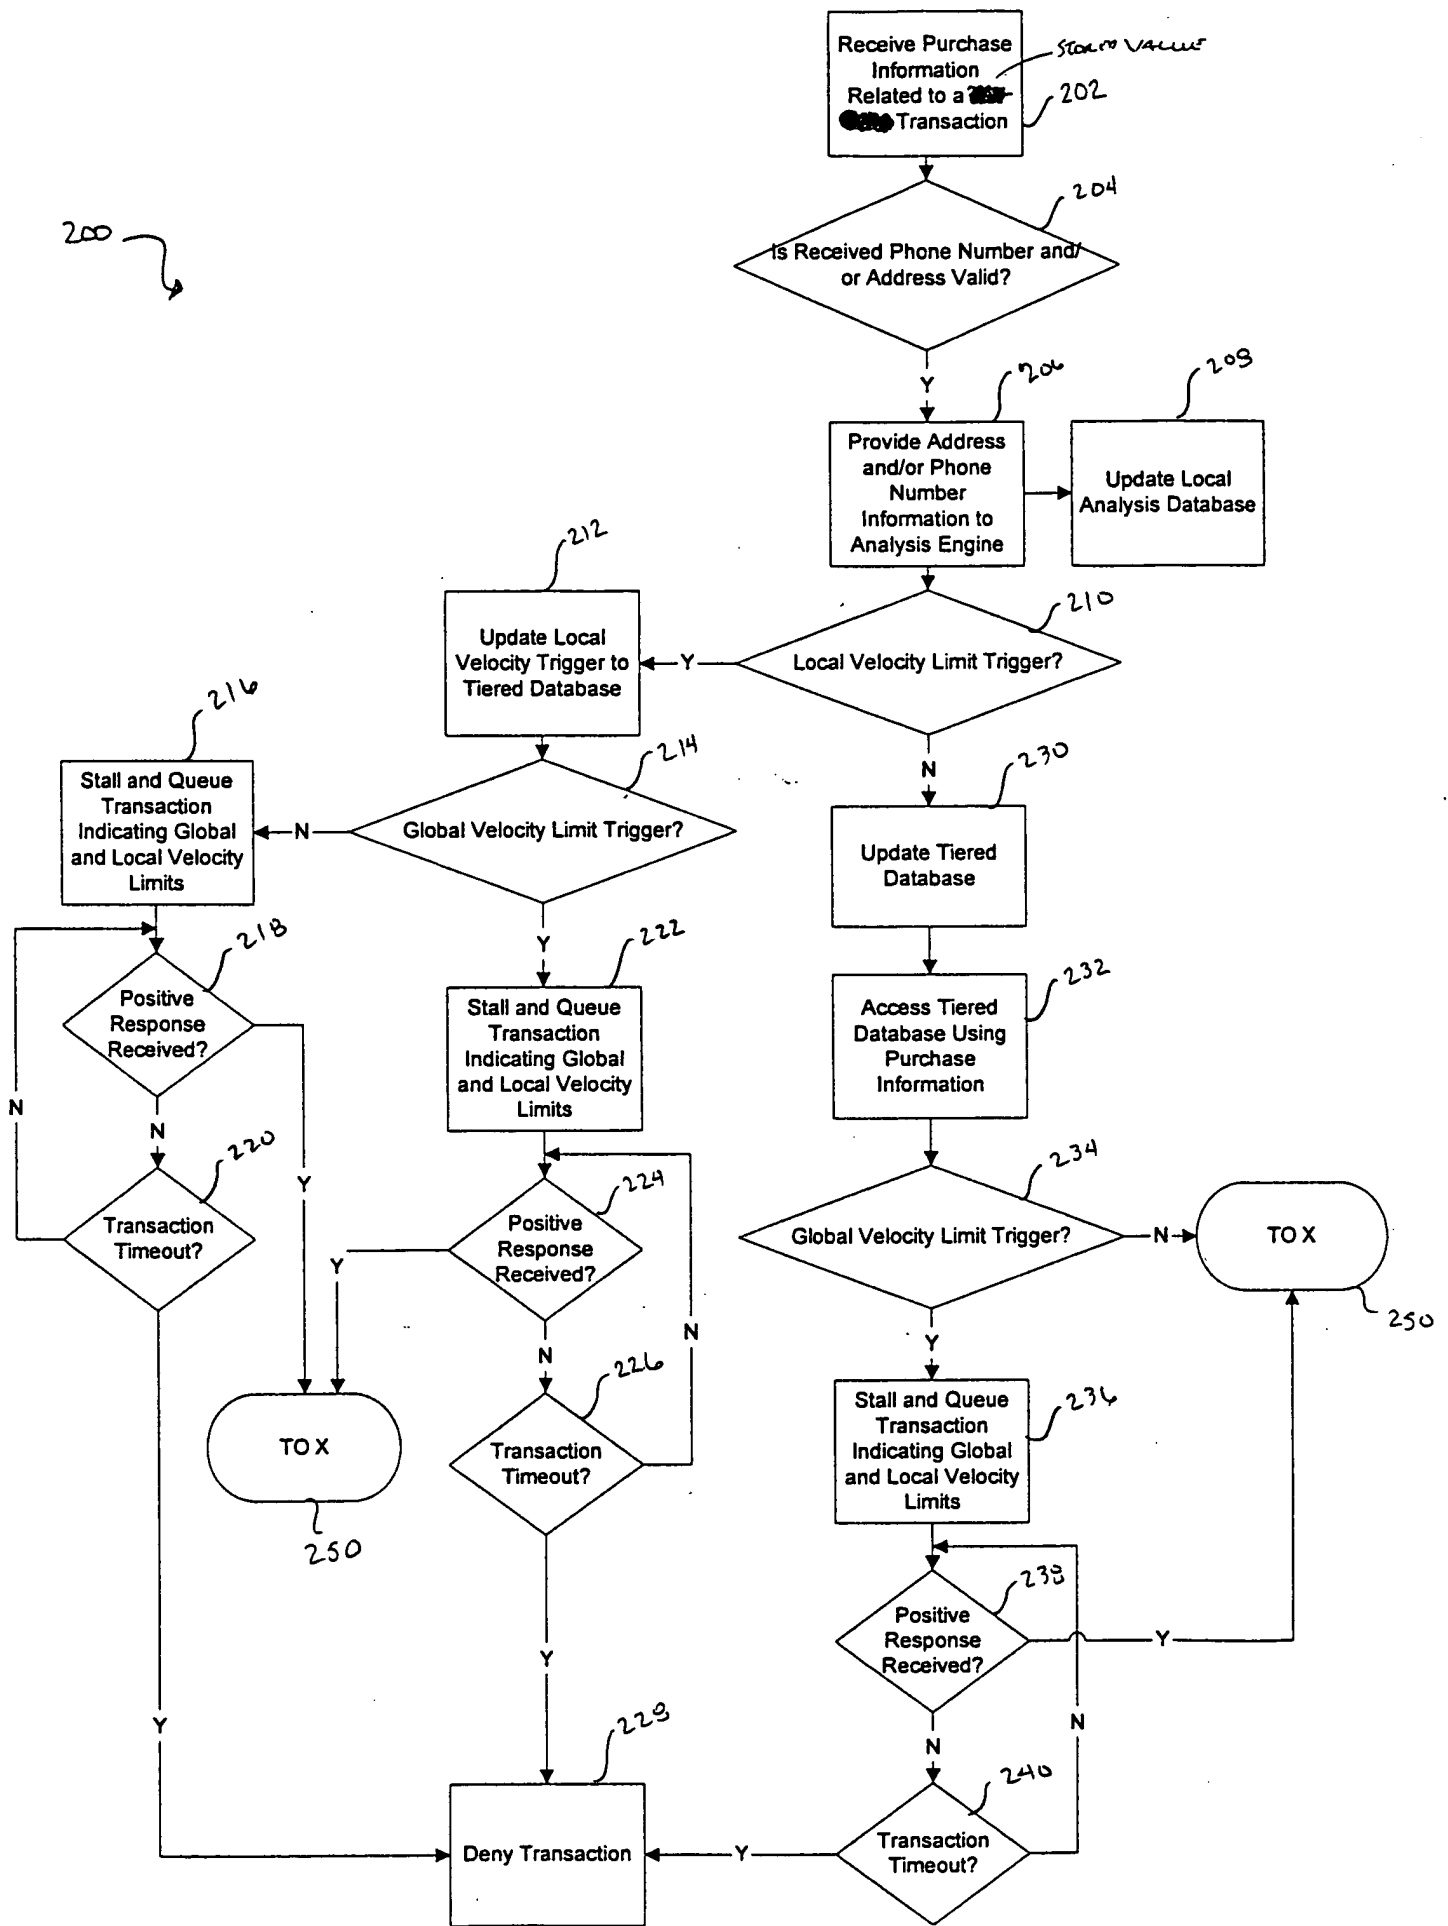 Receive Purchase
Information
Related to a
Transaction
VALUE
202
204
200
Is Received Phone Number and/
or Address Valid?
Y
206
208
Provide Address
and/or Phone
Number
Information to
Analysis Engine
Update Local
Analysis Database
212
210
Update Local
Velocity Trigger to
Tiered Database
Y
Local Velocity Limit Trigger?
216
214
N
230
Stall and Queue
Transaction
Indicating Global
and Local Velocity
Limits
N
Global Velocity Limit Trigger?
Update Tiered
Database
218
Y
222
Positive
Response
Received?
Stall and Queue
Transaction
Indicating Global
and Local Velocity
Limits
232
Access Tiered
Database Using
Purchase
Information
N
N
220
Y
Transaction
Timeout?
224
Positive
Response
Received?
Y
234
Global Velocity Limit Trigger?
N
TO X
250
N
N
226
Y
236
Stall and Queue
Transaction
Indicating Global
and Local Velocity
Limits
TO X
250
Transaction
Timeout?
238
Positive
Response
Received?
Y
Y
Y
N
N
228
240
Deny Transaction
Y
Transaction
Timeout?